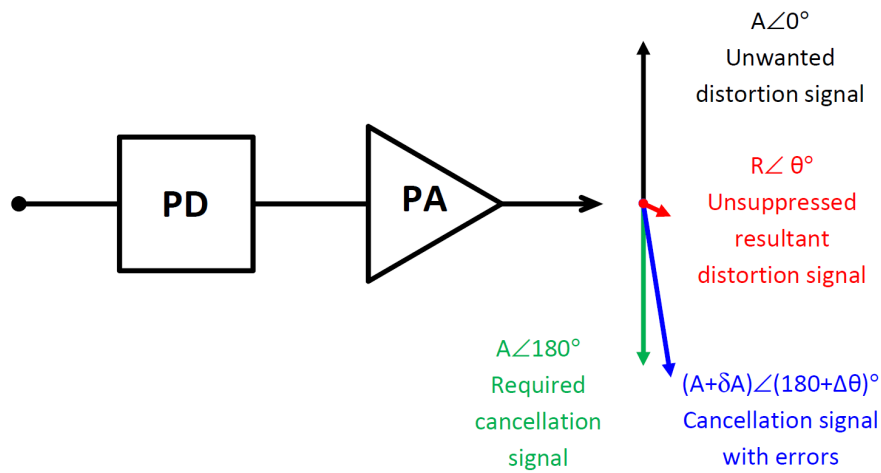 PD
PA
A∠0°
Unwanted
distortion signal
R∠ θ°
Unsuppressed
resultant
distortion signal
A∠180°
Required
cancellation
signal
(A+δA)∠(180+Δθ)°
Cancellation signal
with errors